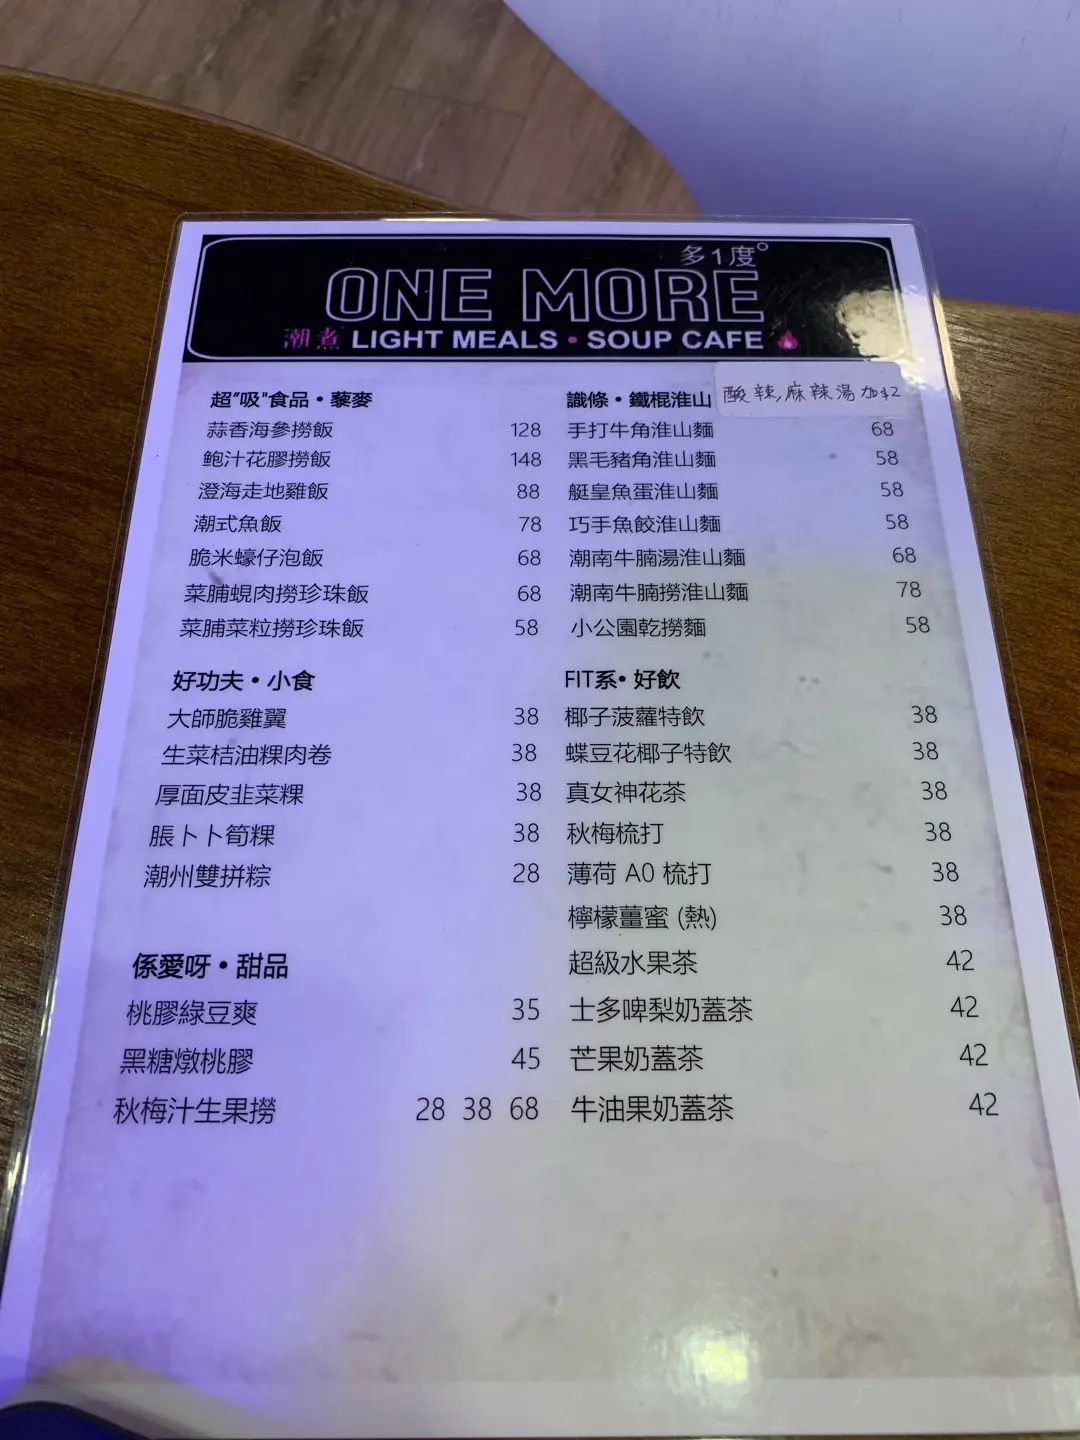 多1度°
ONE MORE
潮煮 LIGHT MEALS • SOUP CAFE
超"吸"食品・藜麥
蒜香海參撈飯 128
鮑汁花膠撈飯 148
澄海走地雞飯 88
潮式魚飯 78
脆米蠔仔泡飯 68
菜脯蜆肉撈珍珠飯 68
菜脯菜粒撈珍珠飯 58
好功夫・小食
大師脆雞翼 38
生菜桔油粿肉卷 38
厚面皮韭菜粿 38
脹卜卜筍粿 38
潮州雙拼粽 28
係愛呀・甜品
桃膠綠豆爽 35
黑糖燉桃膠 45
秋梅汁生果撈 28 38 68
識條・鐵棍淮山
酸辣,麻辣湯加$2
手打牛角淮山麵 68
黑毛豬角淮山麵 58
艇皇魚蛋淮山麵 58
巧手魚餃淮山麵 58
潮南牛腩湯淮山麵 68
潮南牛腩撈淮山麵 78
小公園乾撈麵 58
FIT系・好飲
椰子菠蘿特飲 38
蝶豆花椰子特飲 38
真女神花茶 38
秋梅梳打 38
薄荷 A0 梳打 38
檸檬薑蜜 (熱) 38
超級水果茶 42
士多啤梨奶蓋茶 42
芒果奶蓋茶 42
牛油果奶蓋茶 42